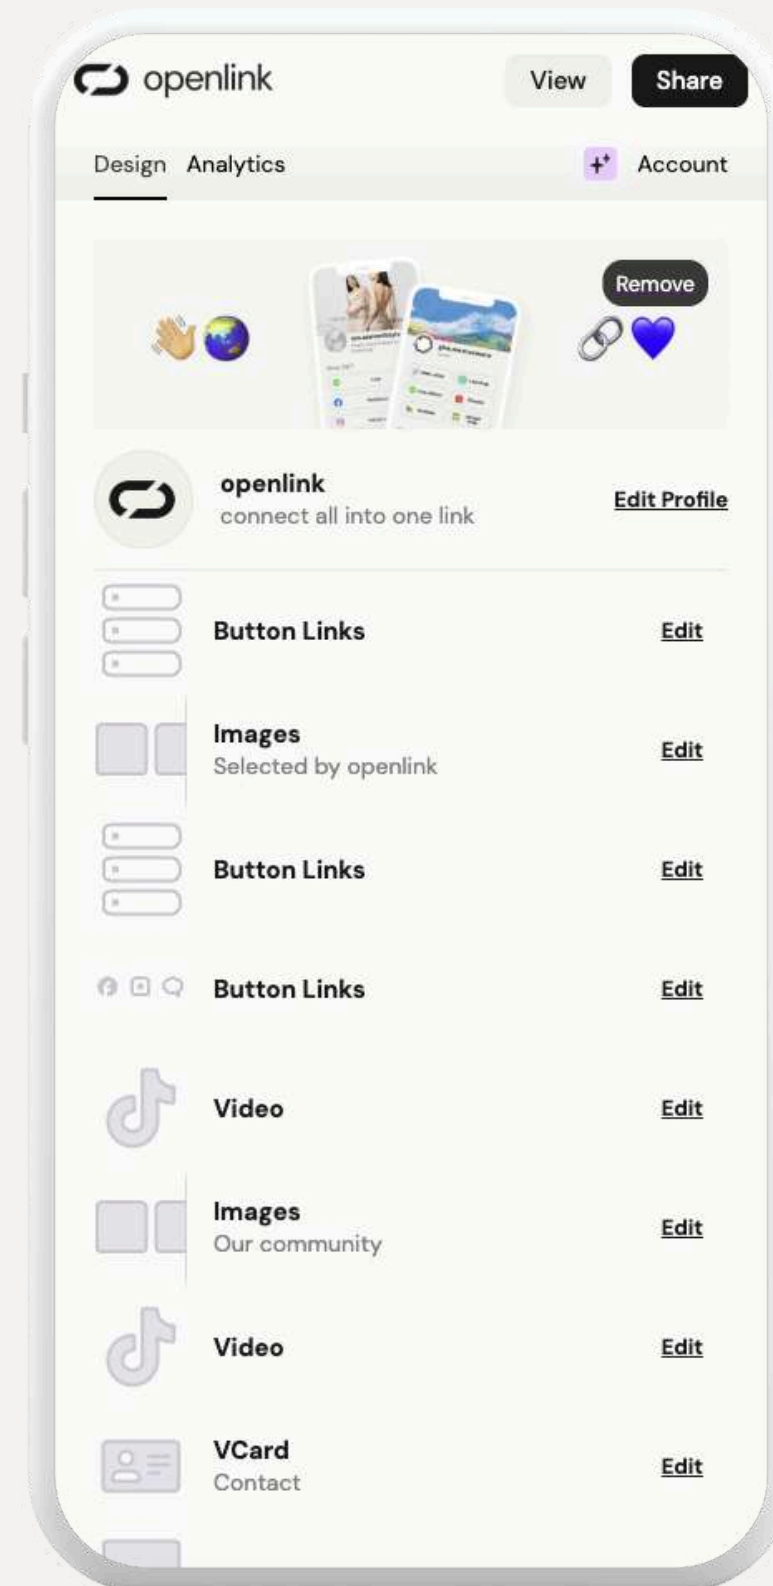 openlink
View
Share
Design
Analytics
Account
Remove
openlink
connect all into one link
Edit Profile
Button Links
Edit
Images
Selected by openlink
Edit
Button Links
Edit
Button Links
Edit
Video
Edit
Images
Our community
Edit
Video
Edit
VCard
Contact
Edit